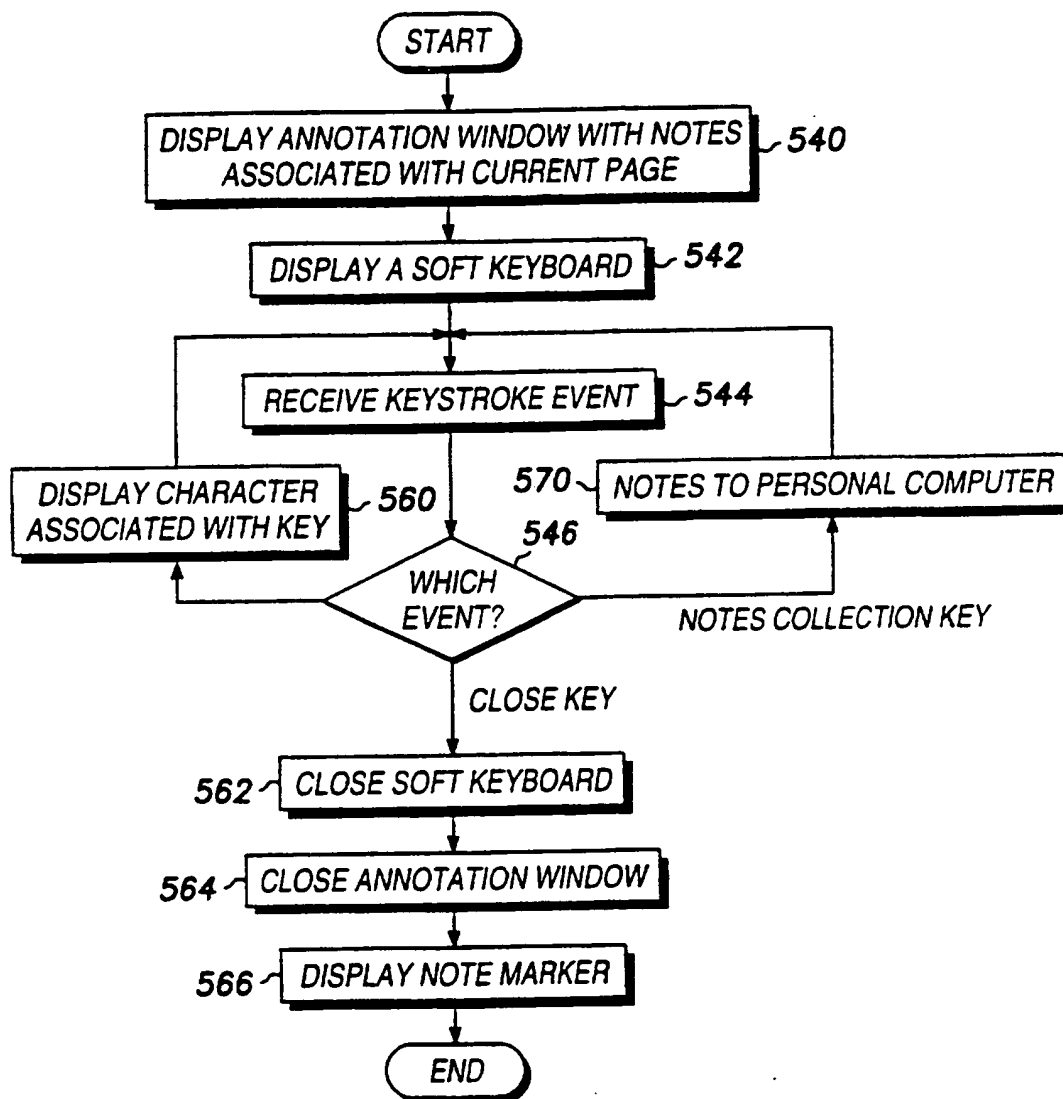 START
DISPLAY ANNOTATION WINDOW WITH NOTES
ASSOCIATED WITH CURRENT PAGE
540
DISPLAY A SOFT KEYBOARD
542
RECEIVE KEYSTROKE EVENT
544
DISPLAY CHARACTER
ASSOCIATED WITH KEY
560
570
NOTES TO PERSONAL COMPUTER
546
WHICH
EVENT?
NOTES COLLECTION KEY
CLOSE KEY
562
CLOSE SOFT KEYBOARD
564
CLOSE ANNOTATION WINDOW
566
DISPLAY NOTE MARKER
END